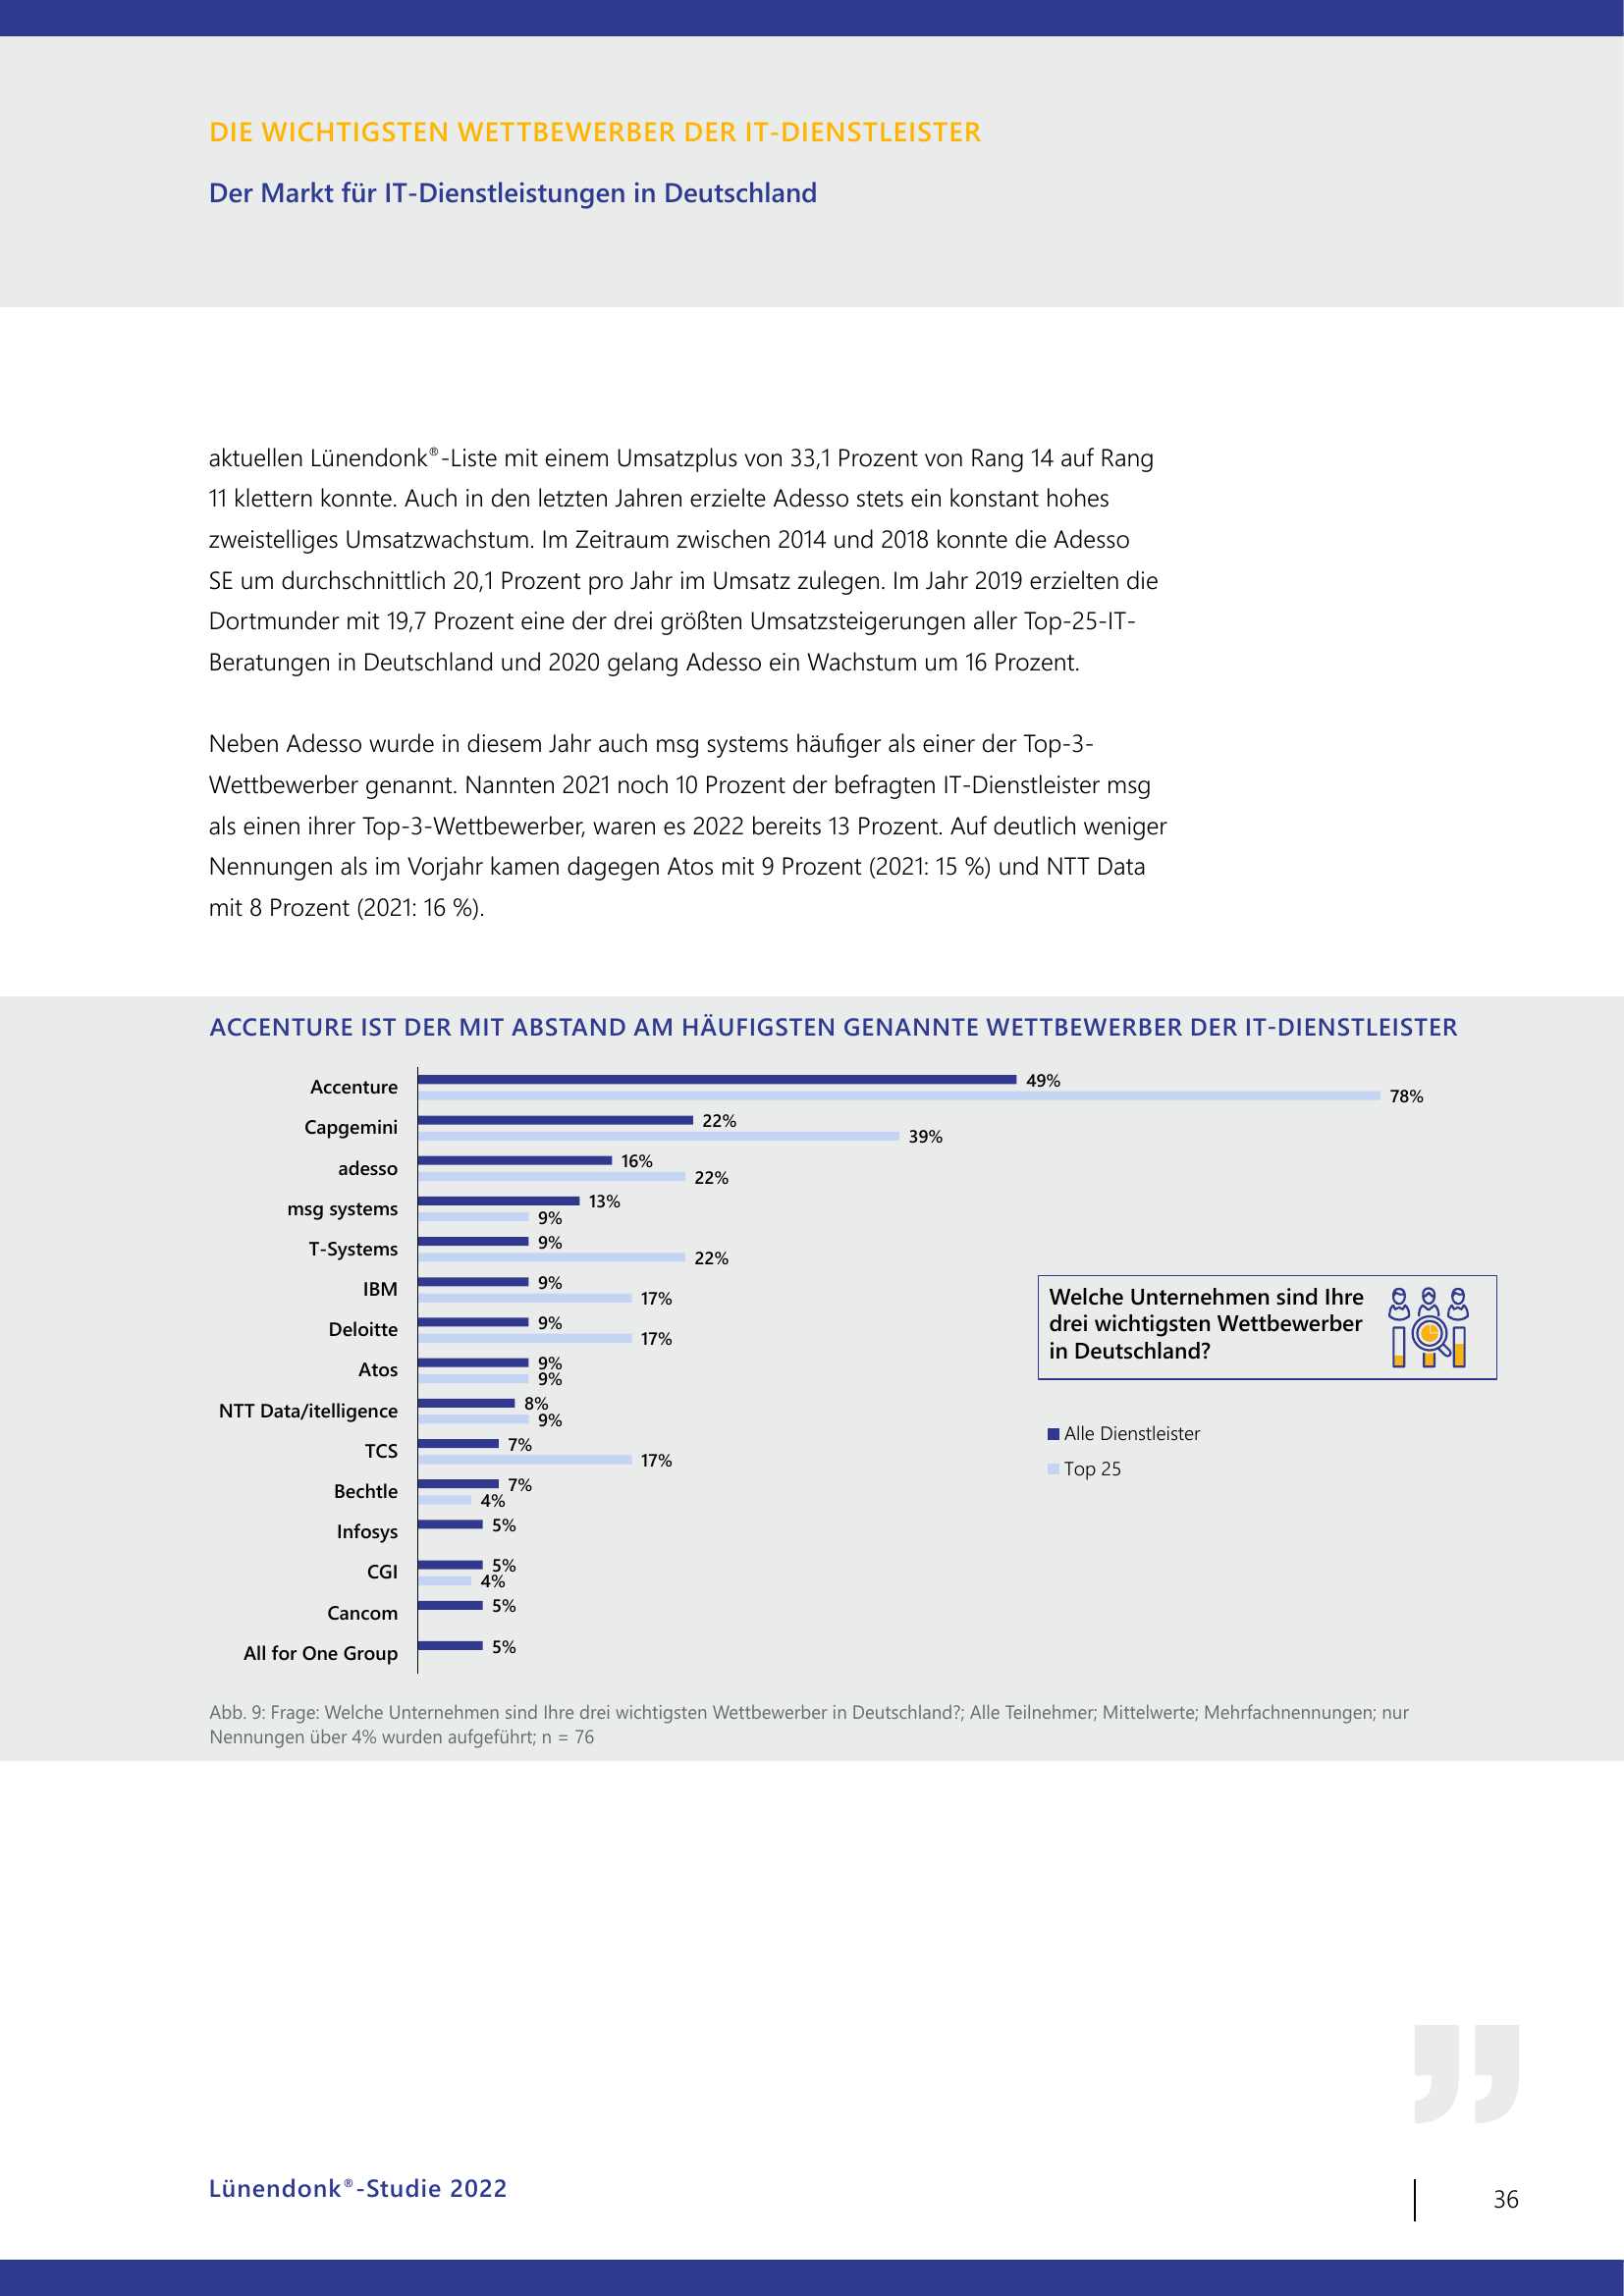 DIE WICHTIGSTEN WETTBEWERBER DER IT-DIENSTLEISTER
Der Markt für IT-Dienstleistungen in Deutschland
aktuellen Lünendonk®-Liste mit einem Umsatzplus von 33,1 Prozent von Rang 14 auf Rang
11 klettern konnte. Auch in den letzten Jahren erzielte Adesso stets ein konstant hohes
zweistelliges Umsatzwachstum. Im Zeitraum zwischen 2014 und 2018 konnte die Adesso
SE um durchschnittlich 20,1 Prozent pro Jahr im Umsatz zulegen. Im Jahr 2019 erzielten die
Dortmunder mit 19,7 Prozent eine der drei größten Umsatzsteigerungen aller Top-25-IT-
Beratungen in Deutschland und 2020 gelang Adesso ein Wachstum um 16 Prozent.
Neben Adesso wurde in diesem Jahr auch msg systems häufiger als einer der Top-3-
Wettbewerber genannt. Nannten 2021 noch 10 Prozent der befragten IT-Dienstleister msg
als einen ihrer Top-3-Wettbewerber, waren es 2022 bereits 13 Prozent. Auf deutlich weniger
Nennungen als im Vorjahr kamen dagegen Atos mit 9 Prozent (2021: 15 %) und NTT Data
mit 8 Prozent (2021: 16 %).
ACCENTURE IST DER MIT ABSTAND AM HÄUFIGSTEN GENANNTE WETTBEWERBER DER IT-DIENSTLEISTER
Accenture
49%
78%
Capgemini
22%
39%
adesso
16%
22%
msg systems
13%
9%
T-Systems
9%
22%
IBM
9%
17%
Deloitte
9%
17%
Atos
9%
9%
NTT Data/itelligence
8%
9%
TCS
7%
17%
Bechtle
7%
4%
Infosys
5%
CGI
5%
4%
Cancom
5%
All for One Group
5%
Welche Unternehmen sind Ihre
drei wichtigsten Wettbewerber
in Deutschland?
Alle Dienstleister
Top 25
Abb. 9: Frage: Welche Unternehmen sind Ihre drei wichtigsten Wettbewerber in Deutschland?; Alle Teilnehmer; Mittelwerte; Mehrfachnennungen; nur
Nennungen über 4% wurden aufgeführt; n = 76
Lünendonk®-Studie 2022
36